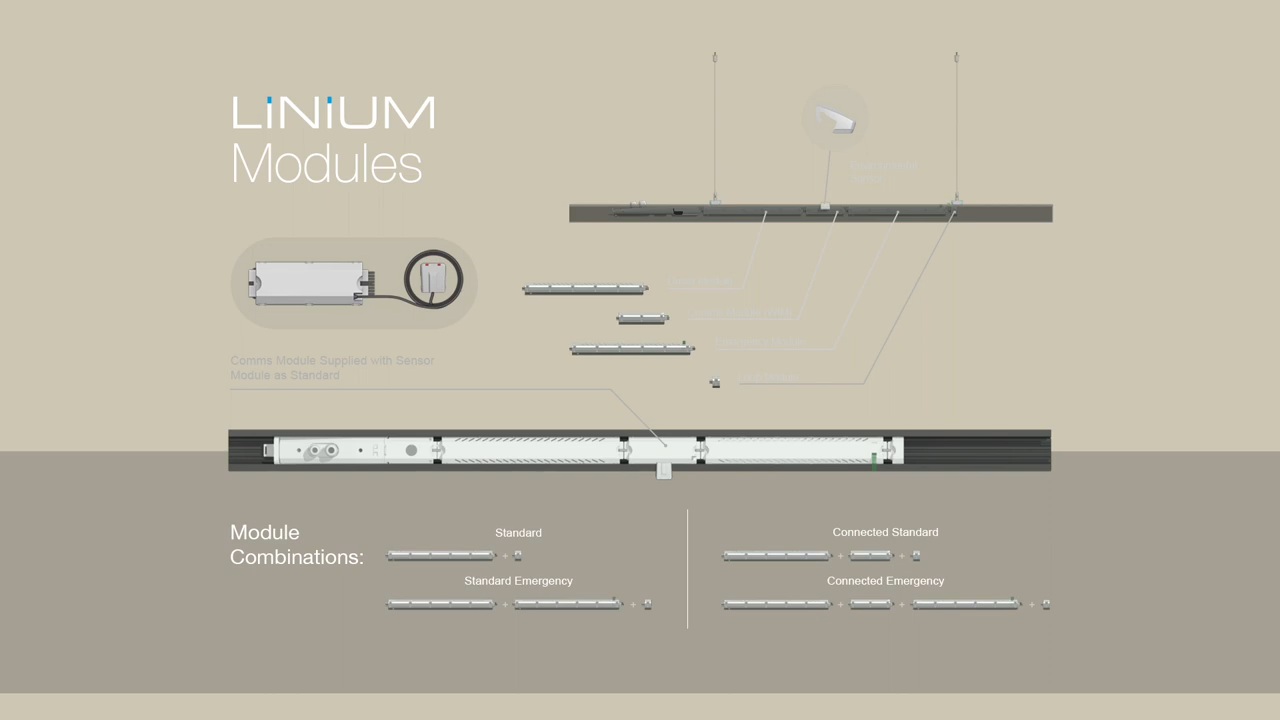 LiNiUM
Modules
Comms Module Supplied with Sensor
Module as Standard
Module
Combinations:
Standard
+
Standard Emergency
+ +
Connected Standard
+ +
Connected Emergency
+ + +